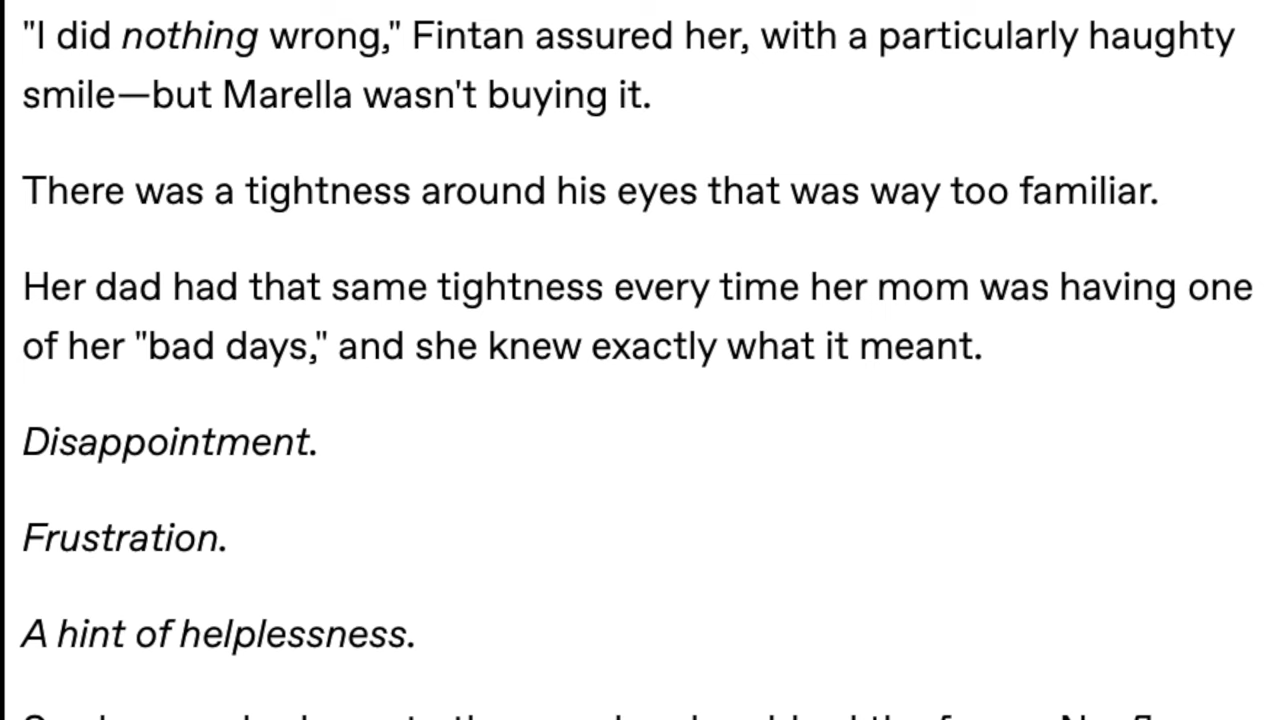 "I did nothing wrong," Fintan assured her, with a particularly haughty
smile—but Marella wasn't buying it.
There was a tightness around his eyes that was way too familiar.
Her dad had that same tightness every time her mom was having one
of her "bad days," and she knew exactly what it meant.
Disappointment.
Frustration.
A hint of helplessness.